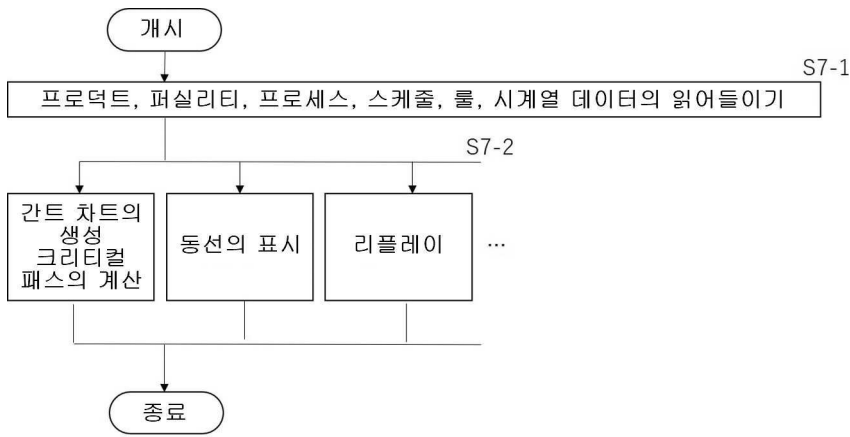 개시
S7-1
프로덕트, 퍼실리티, 프로세스, 스케줄, 룰, 시계열 데이터의 읽어들이기
S7-2
간트 차트의
생성
크리티컬
패스의 계산
동선의 표시
리플레이
...
종료